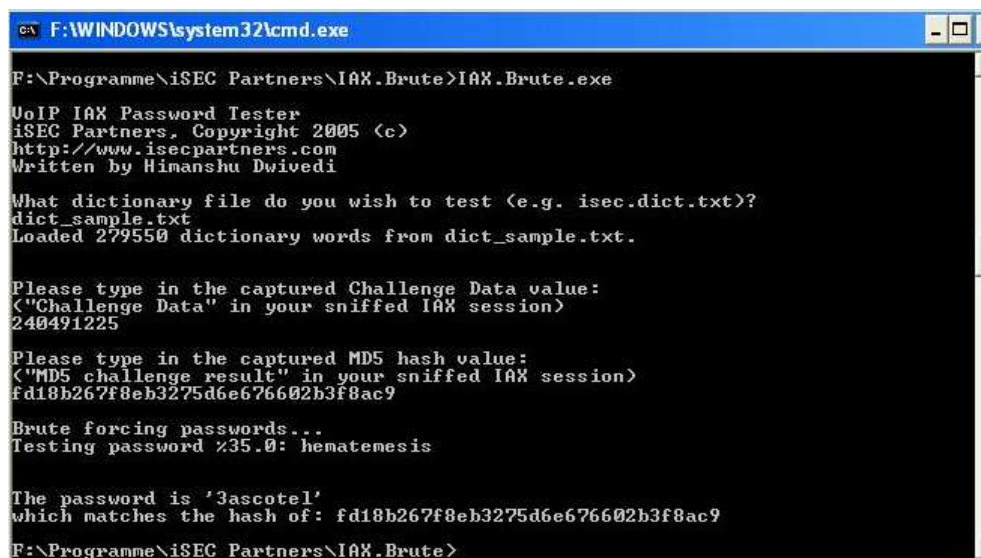 F:\WINDOWS\system32\cmd.exe
F:\Programme\iSEC Partners\IAX.Brute>IAX.Brute.exe
VoIP IAX Password Tester
iSEC Partners, Copyright 2005 (c)
http://www.isecpartners.com
Written by Himanshu Dwivedi
What dictionary file do you wish to test (e.g. isec.dict.txt)?
dict_sample.txt
Loaded 279550 dictionary words from dict_sample.txt.
Please type in the captured Challenge Data value:
("Challenge Data" in your sniffed IAX session)
240491225
Please type in the captured MD5 hash value:
("MD5 challenge result" in your sniffed IAX session)
fd18b267f8eb3275d6e676602b3f8ac9
Brute forcing passwords...
Testing password %35.0: hematemesis
The password is '3ascotel'
which matches the hash of: fd18b267f8eb3275d6e676602b3f8ac9
F:\Programme\iSEC Partners\IAX.Brute>